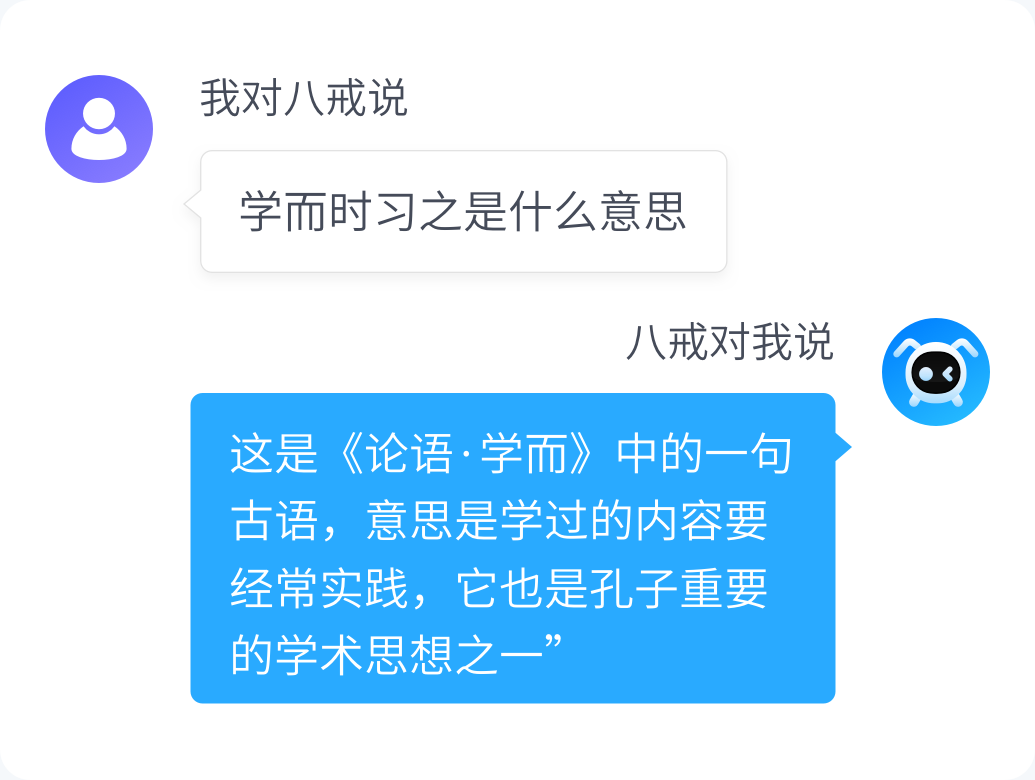 我对八戒说
学而时习之是什么意思
八戒对我说
这是《论语·学而》中的一句
古语，意思是学过的内容要
经常实践，它也是孔子重要
的学术思想之一”